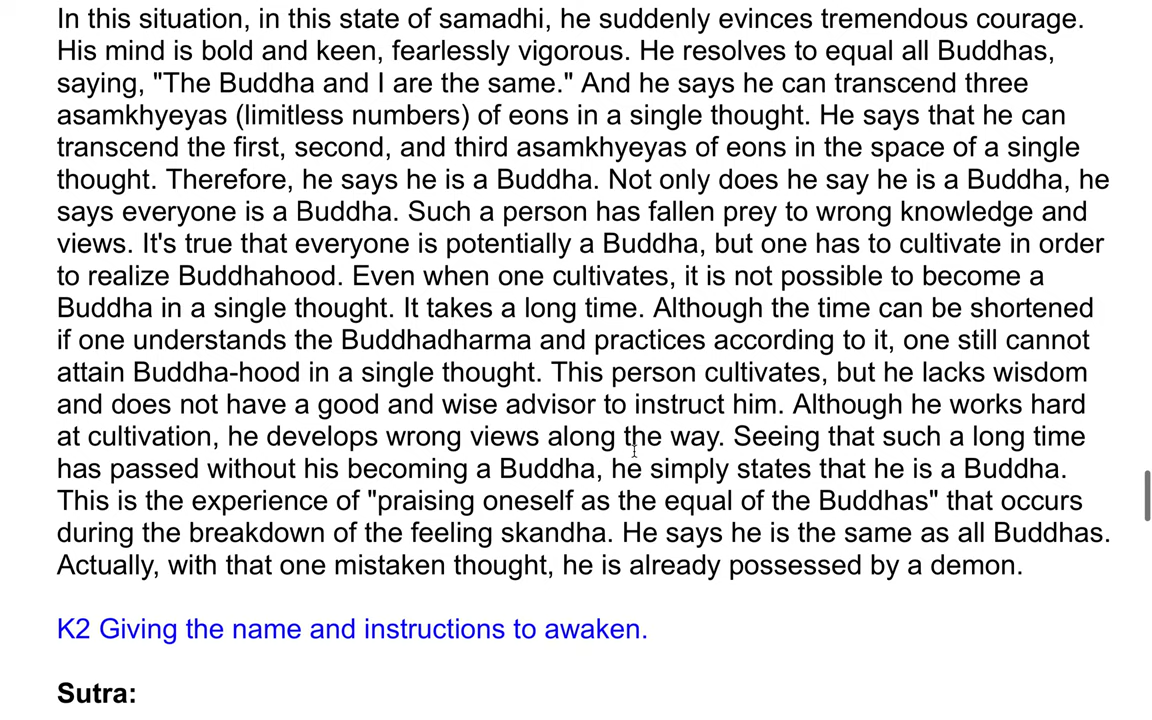 In this situation, in this state of samadhi, he suddenly evinces tremendous courage.
His mind is bold and keen, fearlessly vigorous. He resolves to equal all Buddhas,
saying, "The Buddha and I are the same." And he says he can transcend three
asamkhyeyas (limitless numbers) of eons in a single thought. He says that he can
transcend the first, second, and third asamkhyeyas of eons in the space of a single
thought. Therefore, he says he is a Buddha. Not only does he say he is a Buddha, he
says everyone is a Buddha. Such a person has fallen prey to wrong knowledge and
views. It's true that everyone is potentially a Buddha, but one has to cultivate in order
to realize Buddhahood. Even when one cultivates, it is not possible to become a
Buddha in a single thought. It takes a long time. Although the time can be shortened
if one understands the Buddhadharma and practices according to it, one still cannot
attain Buddha-hood in a single thought. This person cultivates, but he lacks wisdom
and does not have a good and wise advisor to instruct him. Although he works hard
at cultivation, he develops wrong views along the way. Seeing that such a long time
has passed without his becoming a Buddha, he simply states that he is a Buddha.
This is the experience of "praising oneself as the equal of the Buddhas" that occurs
during the breakdown of the feeling skandha. He says he is the same as all Buddhas.
Actually, with that one mistaken thought, he is already possessed by a demon.
K2 Giving the name and instructions to awaken.
Sutra: